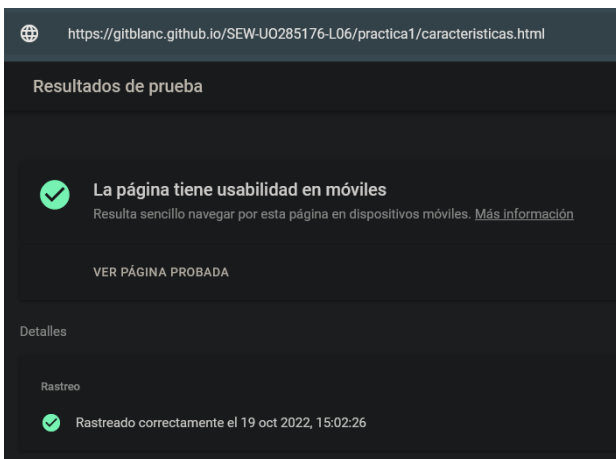 https://gitblanc.github.io/SEW-UO285176-L06/practica1/caracteristicas.html
Resultados de prueba
La página tiene usabilidad en móviles
Resulta sencillo navegar por esta página en dispositivos móviles. Más información
VER PÁGINA PROBADA
Detalles
Rastreo
Rastreado correctamente el 19 oct 2022, 15:02:26